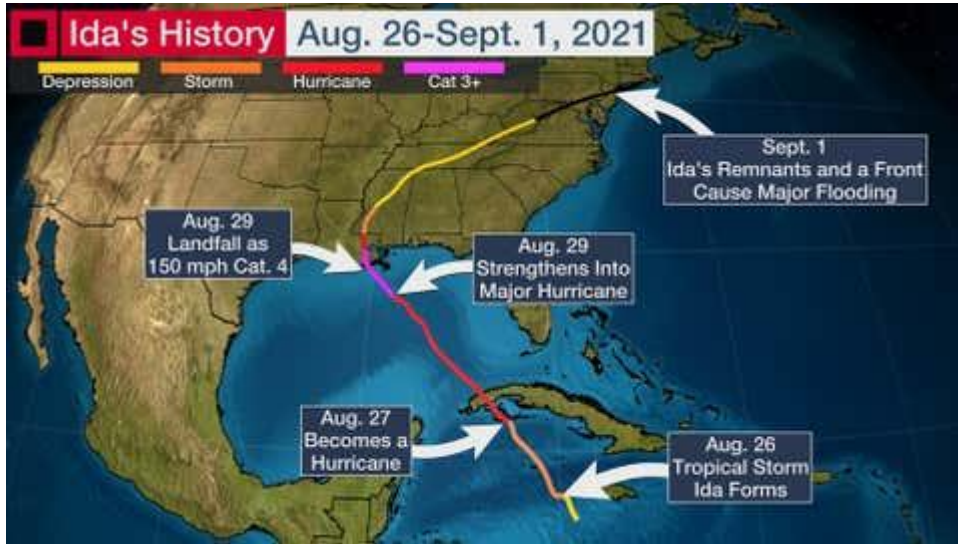 Ida's History
Aug. 26-Sept. 1, 2021
Depression
Storm
Hurricane
Cat 3+
Sept. 1
Ida's Remnants and a Front
Cause Major Flooding
Aug. 29
Landfall as
150 mph Cat. 4
Aug. 29
Strengthens Into
Major Hurricane
Aug. 27
Becomes a
Hurricane
Aug. 26
Tropical Storm
Ida Forms